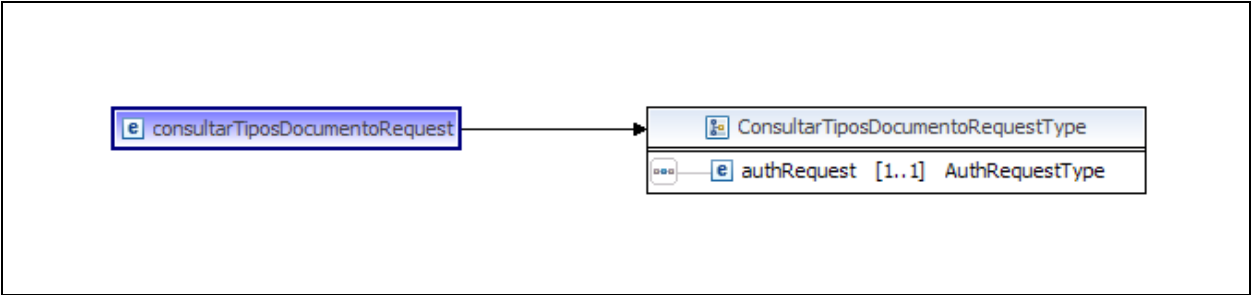 e consultarTiposDocumentoRequest
ConsultarTiposDocumentoRequestType
e authRequest [1..1] AuthRequestType